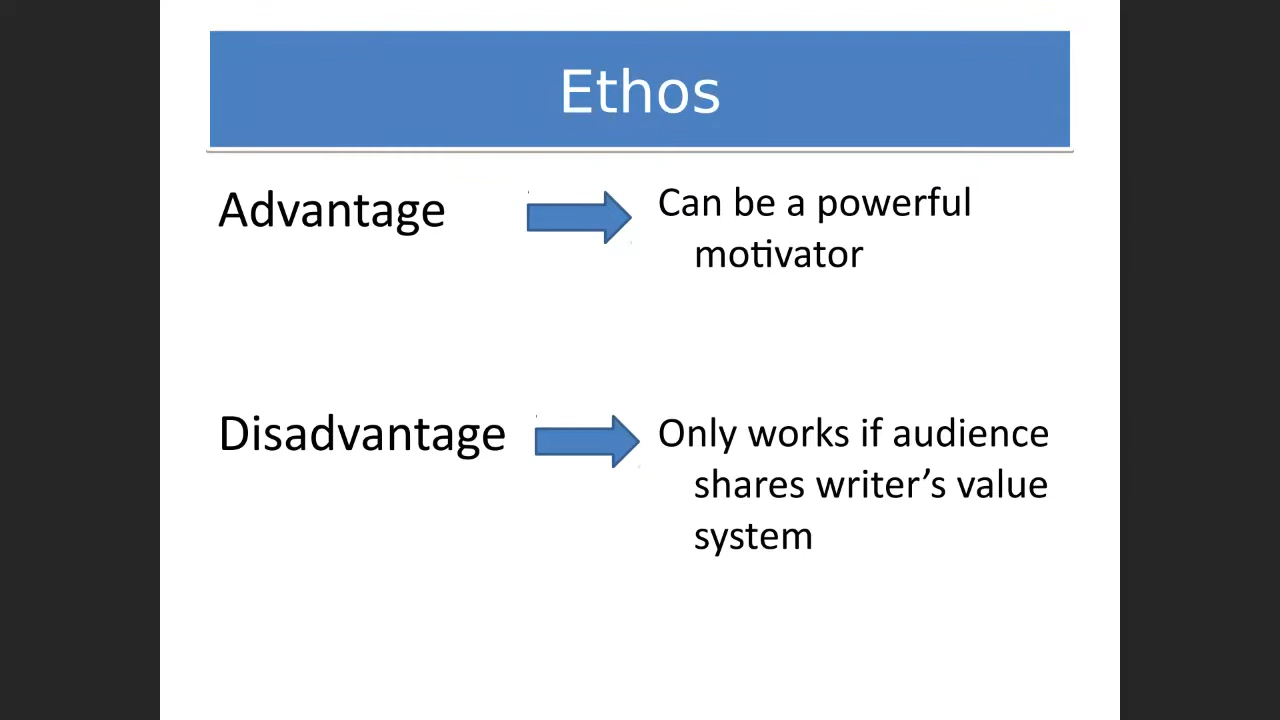 Ethos
Advantage
Can be a powerful
motivator
Disadvantage
Only works if audience
shares writer’s value
system